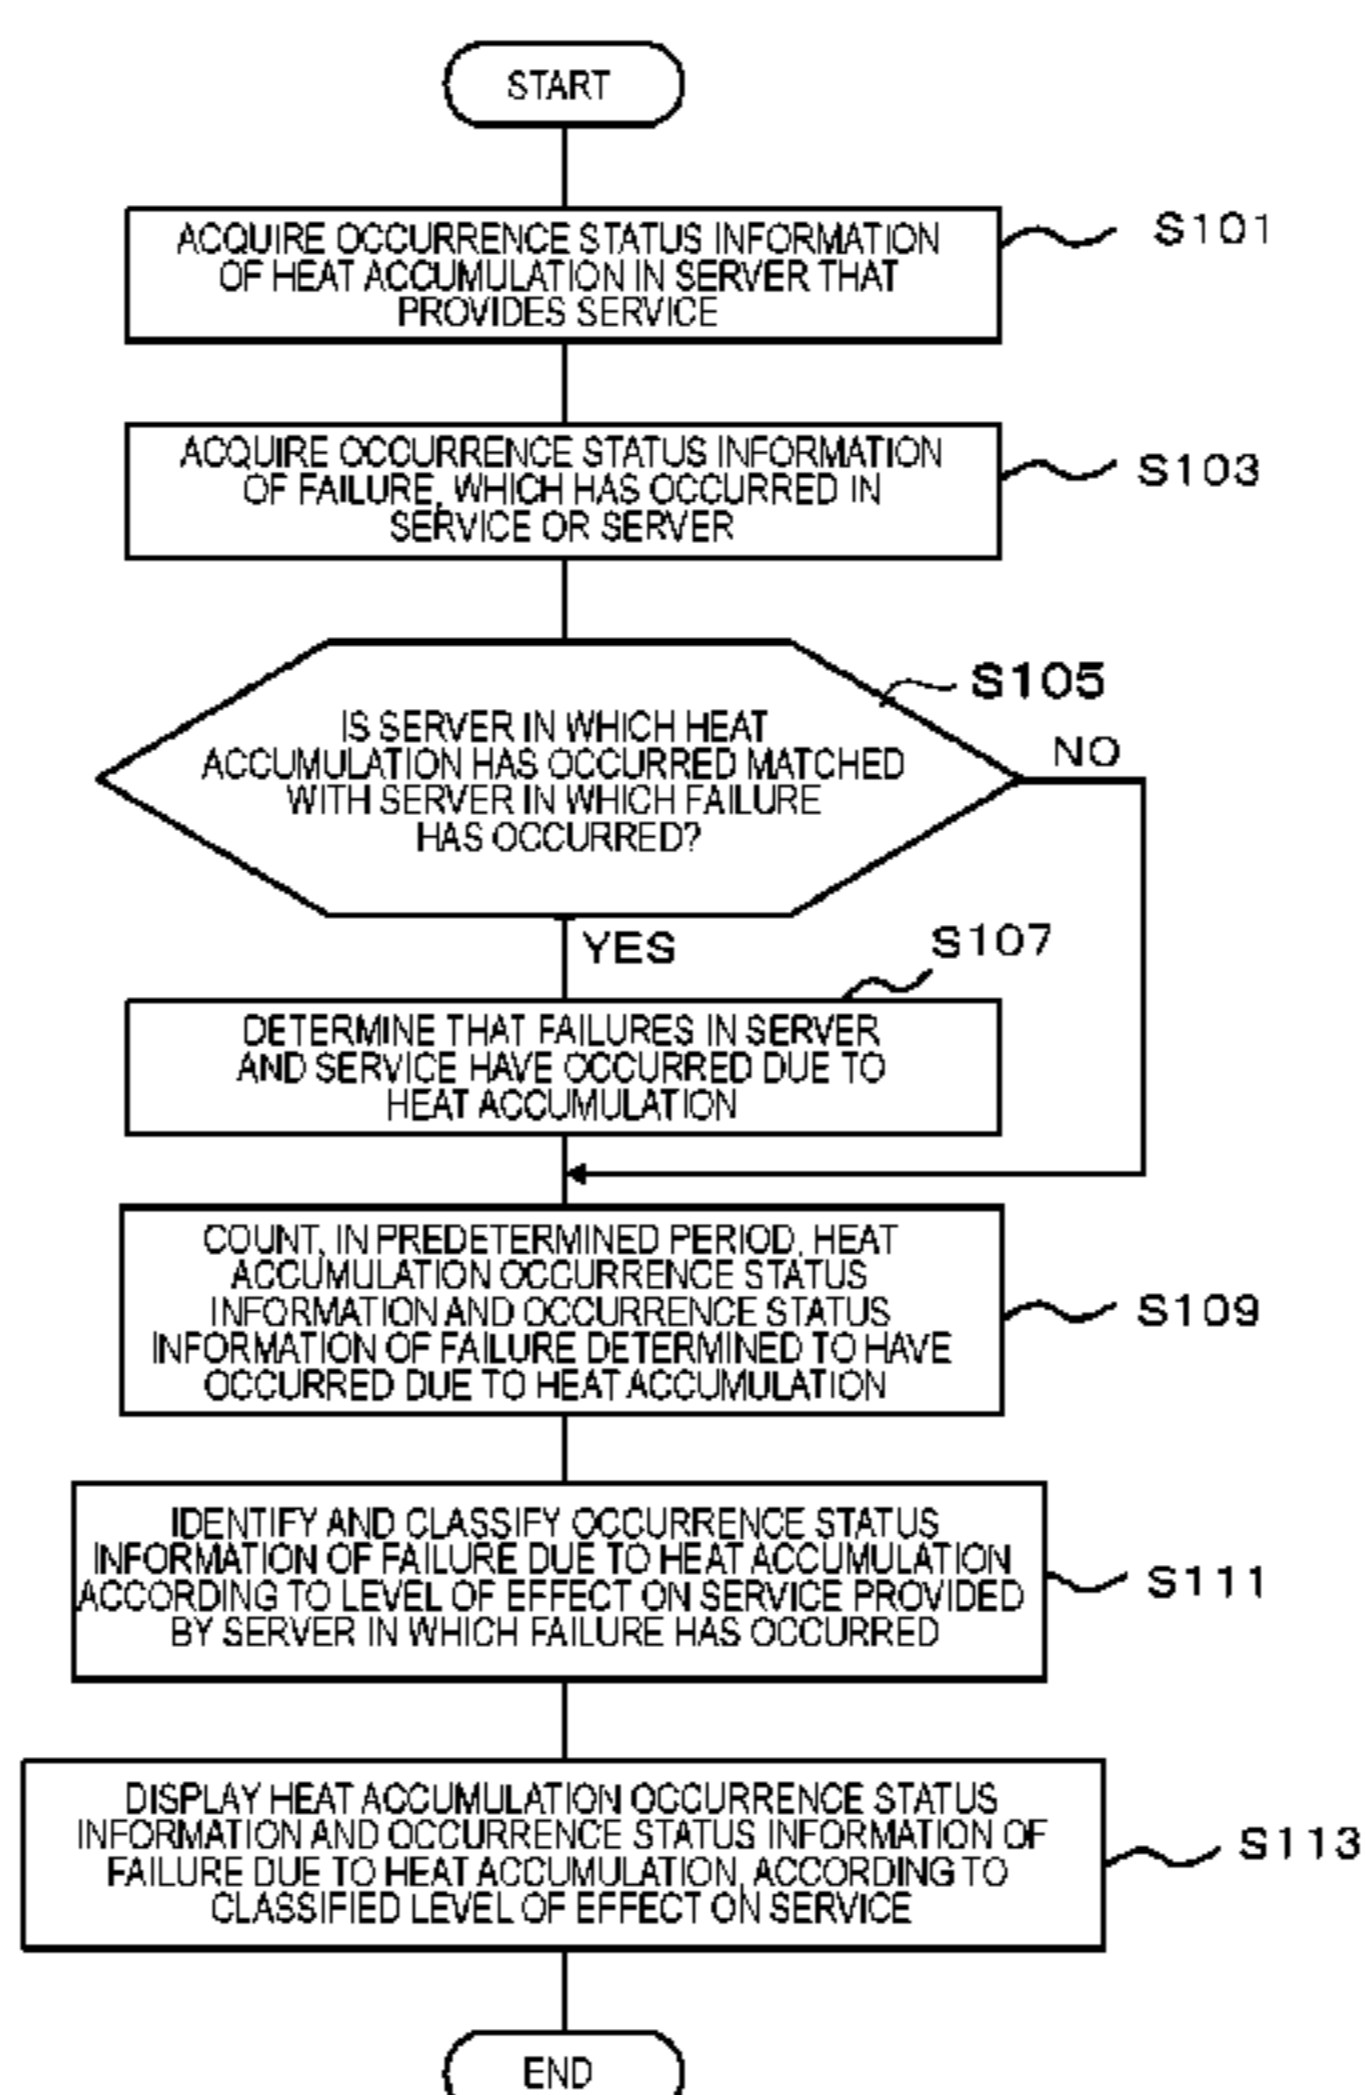 START
ACQUIRE OCCURRENCE STATUS INFORMATION
OF HEAT ACCUMULATION IN SERVER THAT
PROVIDES SERVICE
S101
ACQUIRE OCCURRENCE STATUS INFORMATION
OF FAILURE, WHICH HAS OCCURRED IN
SERVICE OR SERVER
S103
S105
IS SERVER IN WHICH HEAT
ACCUMULATION HAS OCCURRED MATCHED
WITH SERVER IN WHICH FAILURE
HAS OCCURRED?
NO
YES
S107
DETERMINE THAT FAILURES IN SERVER
AND SERVICE HAVE OCCURRED DUE TO
HEAT ACCUMULATION
COUNT, IN PREDETERMINED PERIOD, HEAT
ACCUMULATION OCCURRENCE STATUS
INFORMATION AND OCCURRENCE STATUS
INFORMATION OF FAILURE DETERMINED TO HAVE
OCCURRED DUE TO HEAT ACCUMULATION
S109
IDENTIFY AND CLASSIFY OCCURRENCE STATUS
INFORMATION OF FAILURE DUE TO HEAT ACCUMULATION
ACCORDING TO LEVEL OF EFFECT ON SERVICE PROVIDED
BY SERVER IN WHICH FAILURE HAS OCCURRED
S111
DISPLAY HEAT ACCUMULATION OCCURRENCE STATUS
INFORMATION AND OCCURRENCE STATUS INFORMATION OF
FAILURE DUE TO HEAT ACCUMULATION, ACCORDING TO
CLASSIFIED LEVEL OF EFFECT ON SERVICE
S113
END